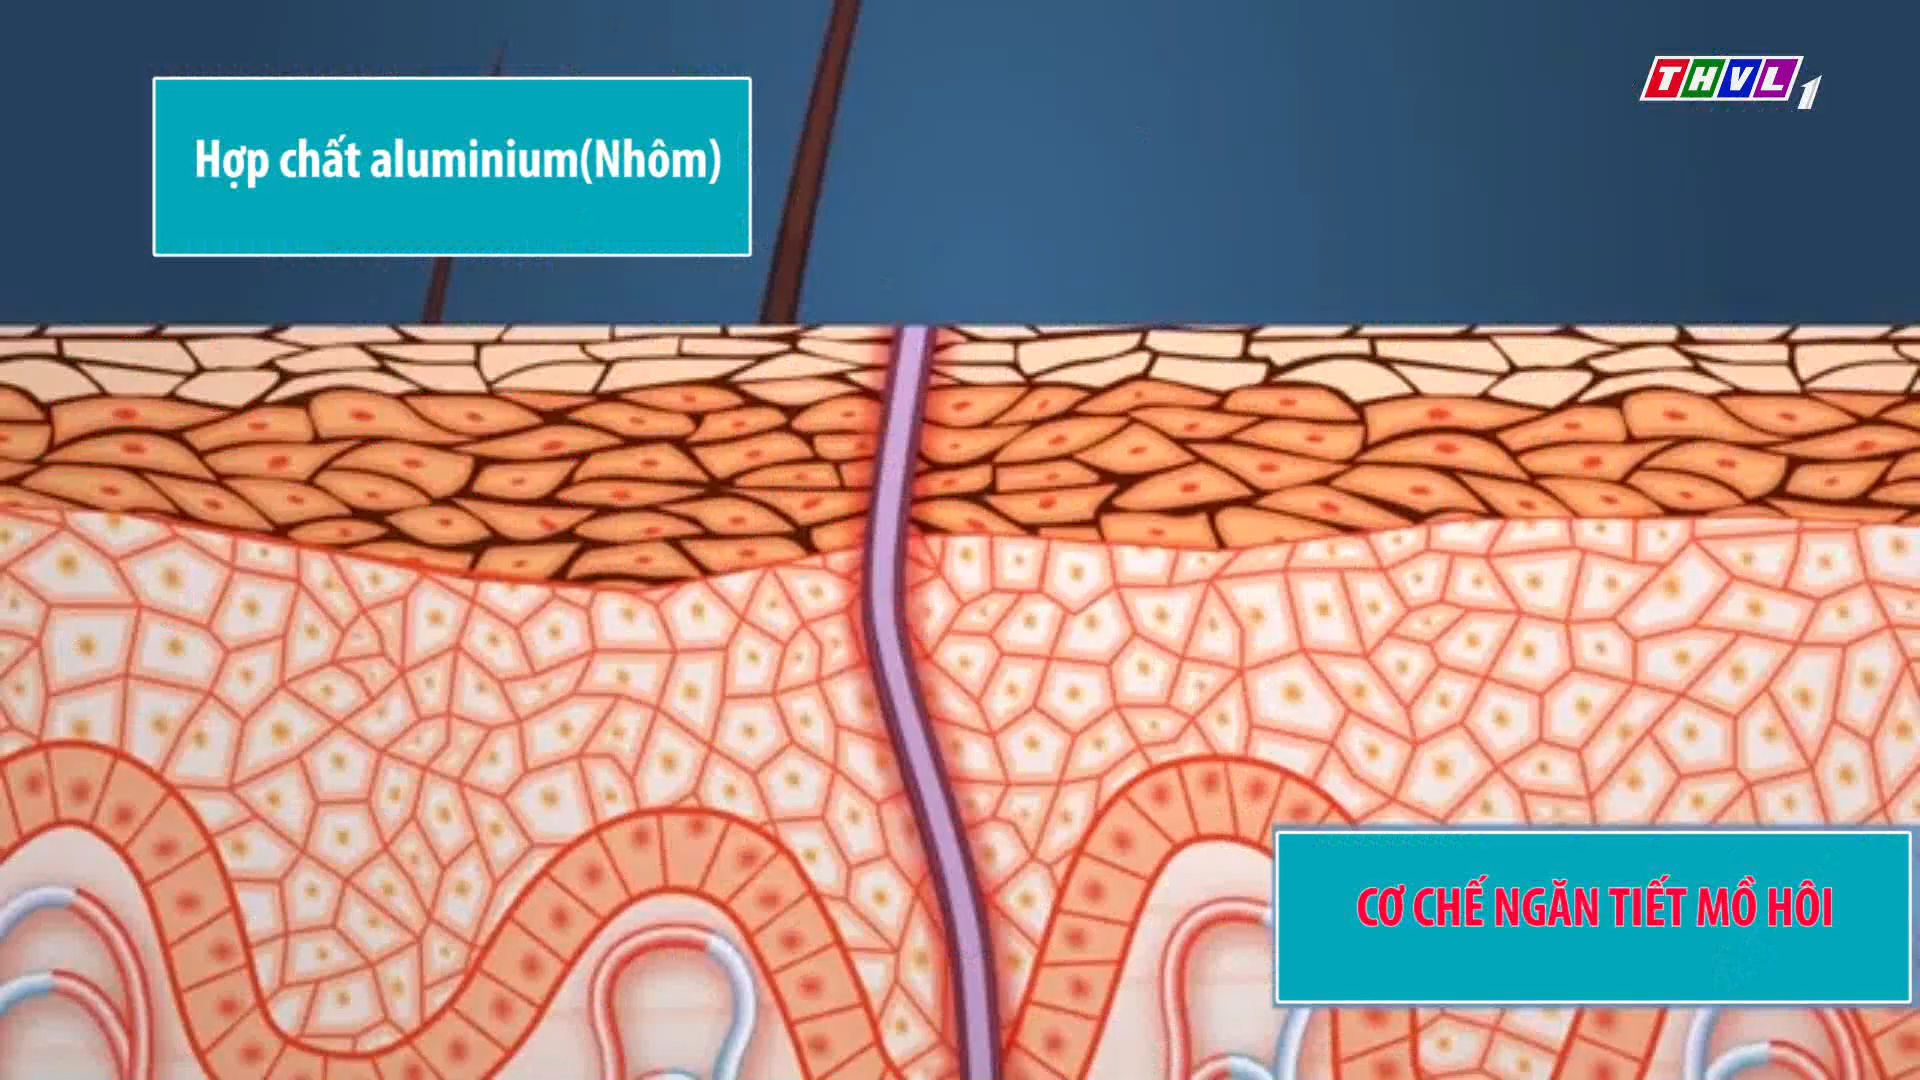 THVL1
Hợp chất aluminium(Nhôm)
CƠ CHẾ NGĂN TIẾT MỒ HÔI